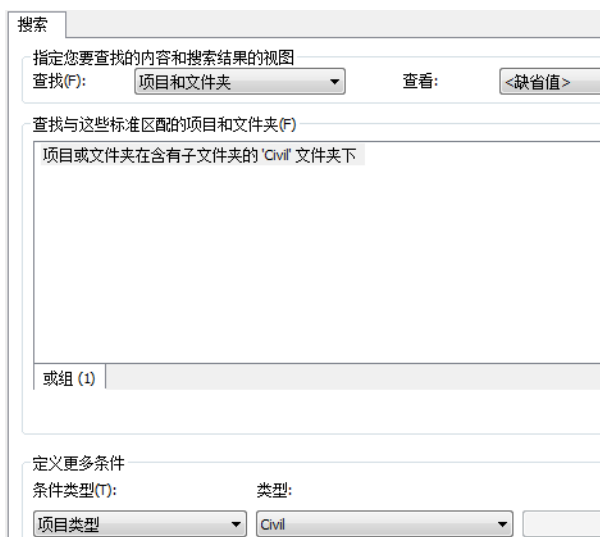 搜索
指定您要查找的内容和搜索结果的视图
查找(F): 项目和文件夹 查看: <缺省值>
查找与这些标准区配的项目和文件夹(F)
项目或文件夹在含有子文件夹的 'Civil' 文件夹下
或组 (1)
定义更多条件
条件类型(T): 类型:
项目类型 Civil